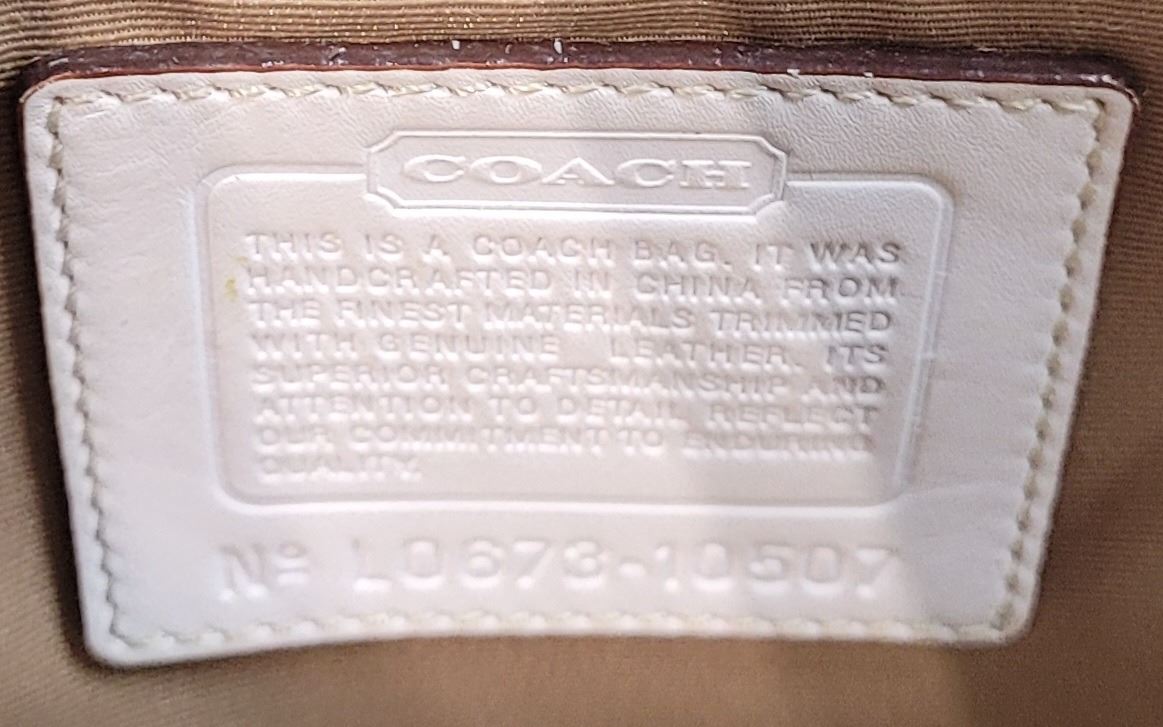 COACH
THIS IS A COACH BAG. IT WAS
HANDCRAFTED IN CHINA FROM
THE FINEST MATERIALS TRIMMED
WITH GENUINE LEATHER. ITS
SUPERIOR CRAFTSMANSHIP AND
ATTENTION TO DETAIL REFLECT
OUR COMMITMENT TO ENDURING
QUALITY.
Nº L0673-10507